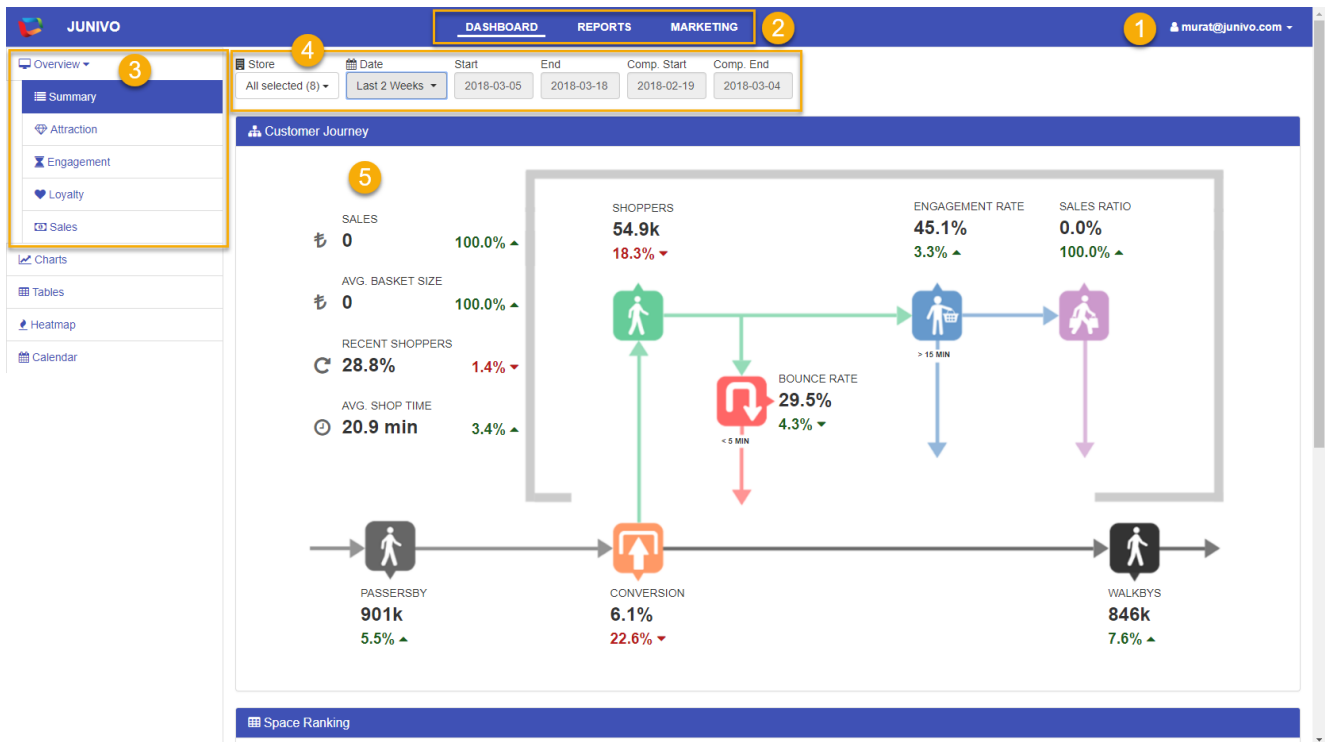 JUNIVO
DASHBOARD REPORTS MARKETING 2
1 murat@junivo.com
Overview 3
Summary
Attraction
Engagement
Loyalty
Sales
Charts
Tables
Heatmap
Calendar
4
Store Date Start End Comp. Start Comp. End
All selected (8) Last 2 Weeks 2018-03-05 2018-03-18 2018-02-19 2018-03-04
Customer Journey
5
SALES
₺ 0 100.0%
AVG. BASKET SIZE
₺ 0 100.0%
RECENT SHOPPERS
28.8% 1.4%
AVG. SHOP TIME
20.9 min 3.4%
SHOPPERS
54.9k
18.3%
ENGAGEMENT RATE
45.1%
3.3%
SALES RATIO
0.0%
100.0%
> 15 MIN
BOUNCE RATE
29.5%
4.3%
< 5 MIN
PASSERSBY
901k
5.5%
CONVERSION
6.1%
22.6%
WALKBYS
846k
7.6%
Space Ranking